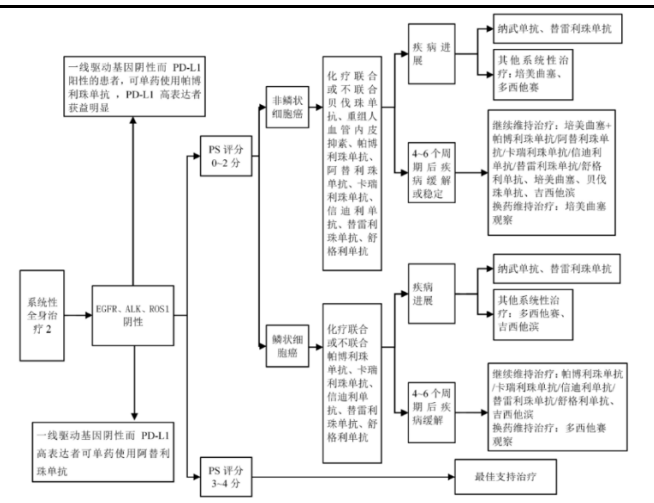 一线驱动基因阴性而 PD-L1
阳性的患者，可单药使用帕博
利珠单抗 ，PD-L1 高表达者
获益明显
系统性
全身治
疗 2
EGFR、ALK、ROS1
阴性
一线驱动基因阴性而 PD-L1
高表达者可单药使用阿替利
珠单抗
PS 评分
0~2 分
PS 评分
3~4 分
非鳞状
细胞癌
鳞状细
胞癌
化疗联合
或不联合
贝伐珠单
抗、重组人
血管内皮
抑素、帕博
利珠单抗、
阿替利珠
单抗、卡瑞
利珠单抗、
信迪利单
抗、替雷利
珠单抗、舒
格利单抗
疾病进
展
纳武单抗、替雷利珠单抗
其他系统性治
疗：培美曲塞、
多西他赛
4~6 个周
期后疾
病缓解
或稳定
继续维持治疗：培美曲塞+
帕博利珠单抗/阿替利珠单抗
/卡瑞利珠单抗/信迪利
单抗/替雷利珠单抗/舒格
利单抗、培美曲塞、贝伐
珠单抗、吉西他滨
换药维持治疗：培美曲塞
观察
化疗联合
或不联合
帕博利珠
单抗、卡瑞
利珠单抗、
信迪利单
抗、替雷利
珠单抗、舒
格利单抗
疾病
进展
纳武单抗、替雷利珠单抗
其他系统性治
疗：多西他赛、
吉西他滨
4~6 个周
期后疾
病缓解
继续维持治疗：帕博利珠单抗
/卡瑞利珠单抗/信迪利单抗/
替雷利珠单抗/舒格利单抗、
吉西他滨
换药维持治疗：多西他赛
观察
最佳支持治疗